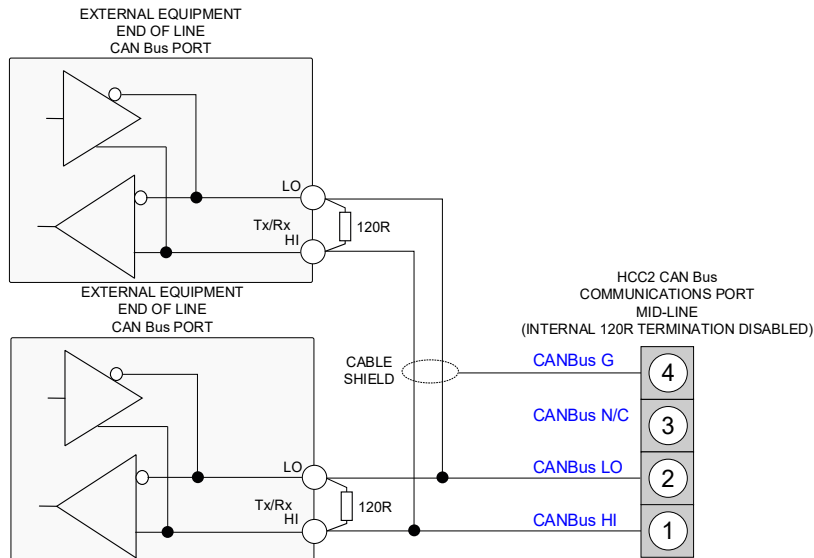 EXTERNAL EQUIPMENT
END OF LINE
CAN Bus PORT
LO
Tx/Rx
HI
120R
EXTERNAL EQUIPMENT
END OF LINE
CAN Bus PORT
LO
Tx/Rx
HI
120R
CABLE
SHIELD
HCC2 CAN Bus
COMMUNICATIONS PORT
MID-LINE
(INTERNAL 120R TERMINATION DISABLED)
CANBus G
4
CANBus N/C
3
CANBus LO
2
CANBus HI
1